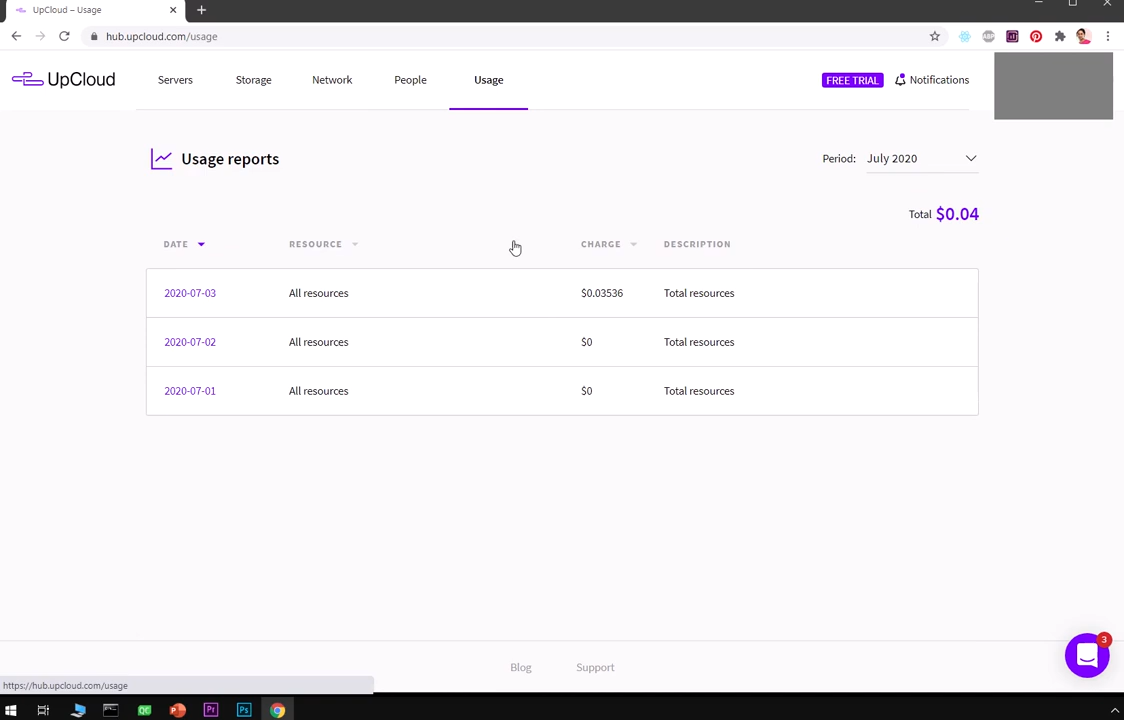 UpCloud – Usage
hub.upcloud.com/usage
UpCloud
Servers
Storage
Network
People
Usage
FREE TRIAL
Notifications
Usage reports
Period: July 2020
Total $0.04
DATE RESOURCE CHARGE DESCRIPTION
2020-07-03 All resources $0.03536 Total resources
2020-07-02 All resources $0 Total resources
2020-07-01 All resources $0 Total resources
Blog Support
3
https://hub.upcloud.com/usage
QC
Pr
Ps